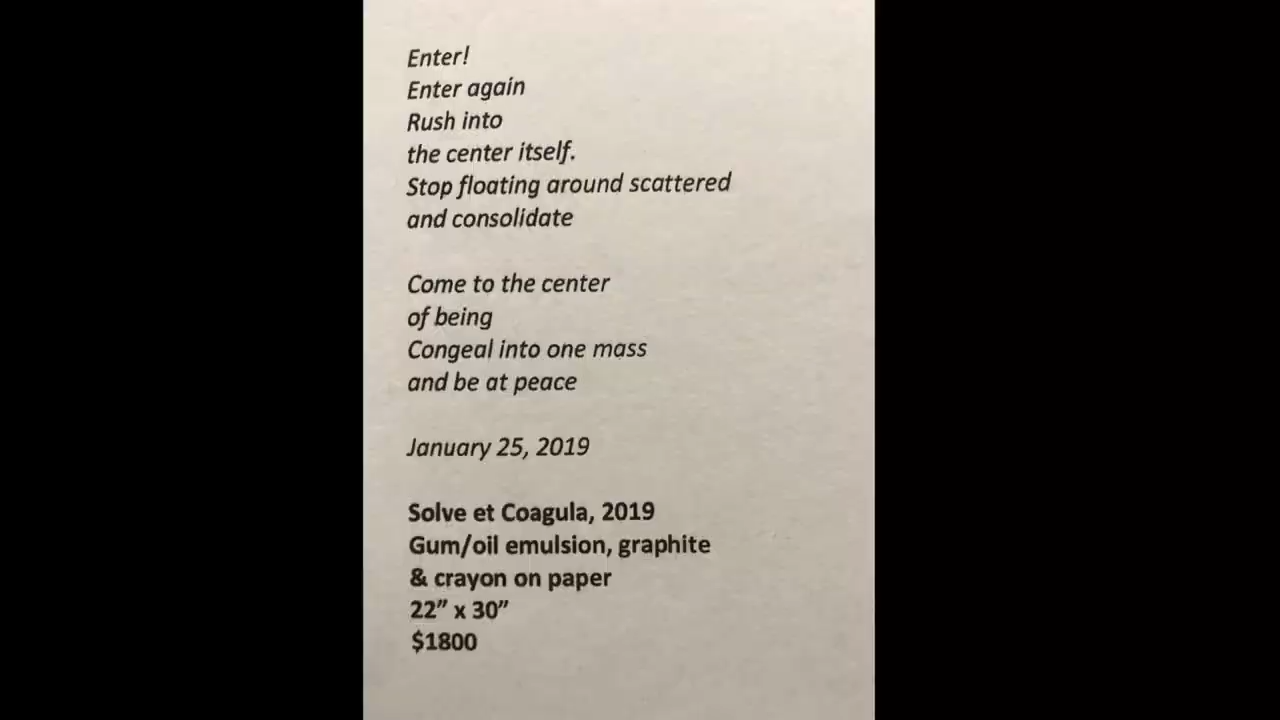 Enter!
Enter again
Rush into
the center itself.
Stop floating around scattered
and consolidate
Come to the center
of being
Congeal into one mass
and be at peace
January 25, 2019
Solve et Coagula, 2019
Gum/oil emulsion, graphite
& crayon on paper
22” x 30”
$1800